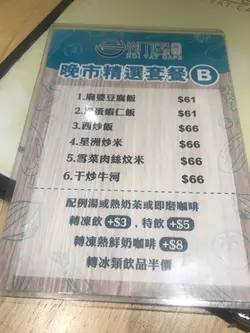 KOI YAT CAFE
晚市精選套餐 B
1.麻婆豆腐飯 $61
2.滑蛋蝦仁飯 $61
3.西炒飯 $66
4.星洲炒米 $66
5.雪菜肉絲炆米 $66
6.干炒牛河 $66
配例湯或熱奶茶或即磨咖啡
轉凍飲 +$3 , 特飲 +$5
轉凍熱鮮奶咖啡 +$8
轉冰類飲品半價